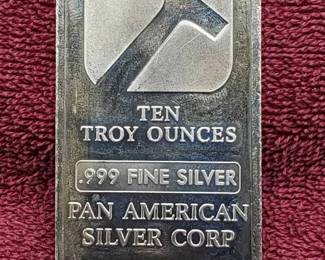 TEN
TROY OUNCES
.999 FINE SILVER
PAN AMERICAN
SILVER CORP